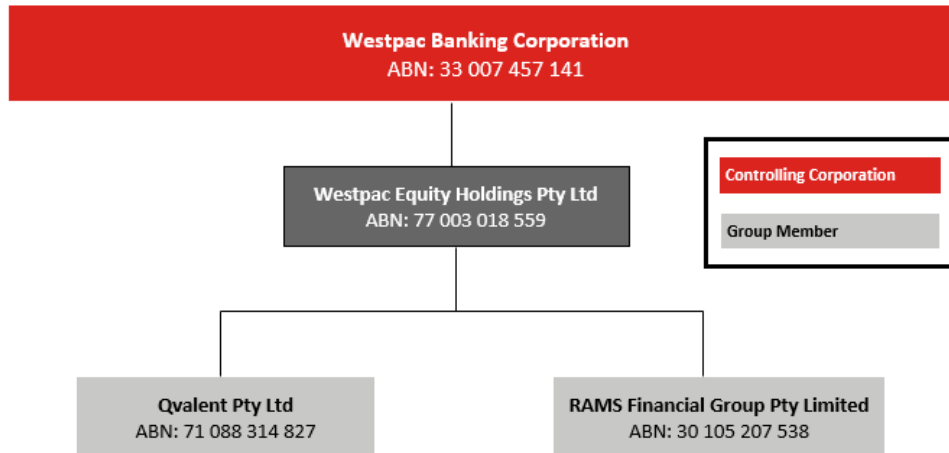 Westpac Banking Corporation
ABN: 33 007 457 141
Westpac Equity Holdings Pty Ltd
ABN: 77 003 018 559
Controlling Corporation
Group Member
Qvalent Pty Ltd
ABN: 71 088 314 827
RAMS Financial Group Pty Limited
ABN: 30 105 207 538